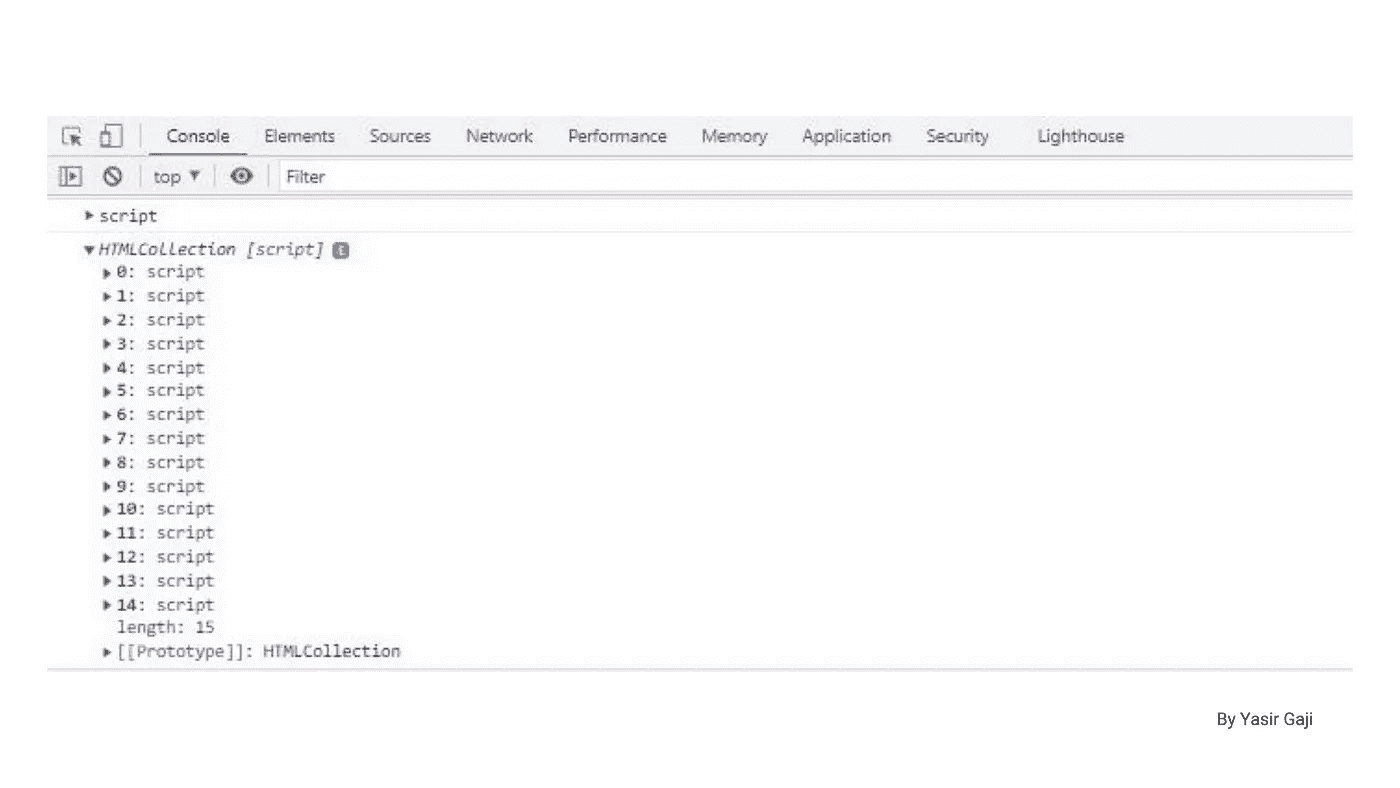 Console Elements Sources Network Performance Memory Application Security Lighthouse
top Filter
script
HTMLCollection [script] i
0: script
1: script
2: script
3: script
4: script
5: script
6: script
7: script
8: script
9: script
10: script
11: script
12: script
13: script
14: script
length: 15
[[Prototype]]: HTMLCollection
By Yasir Gaji